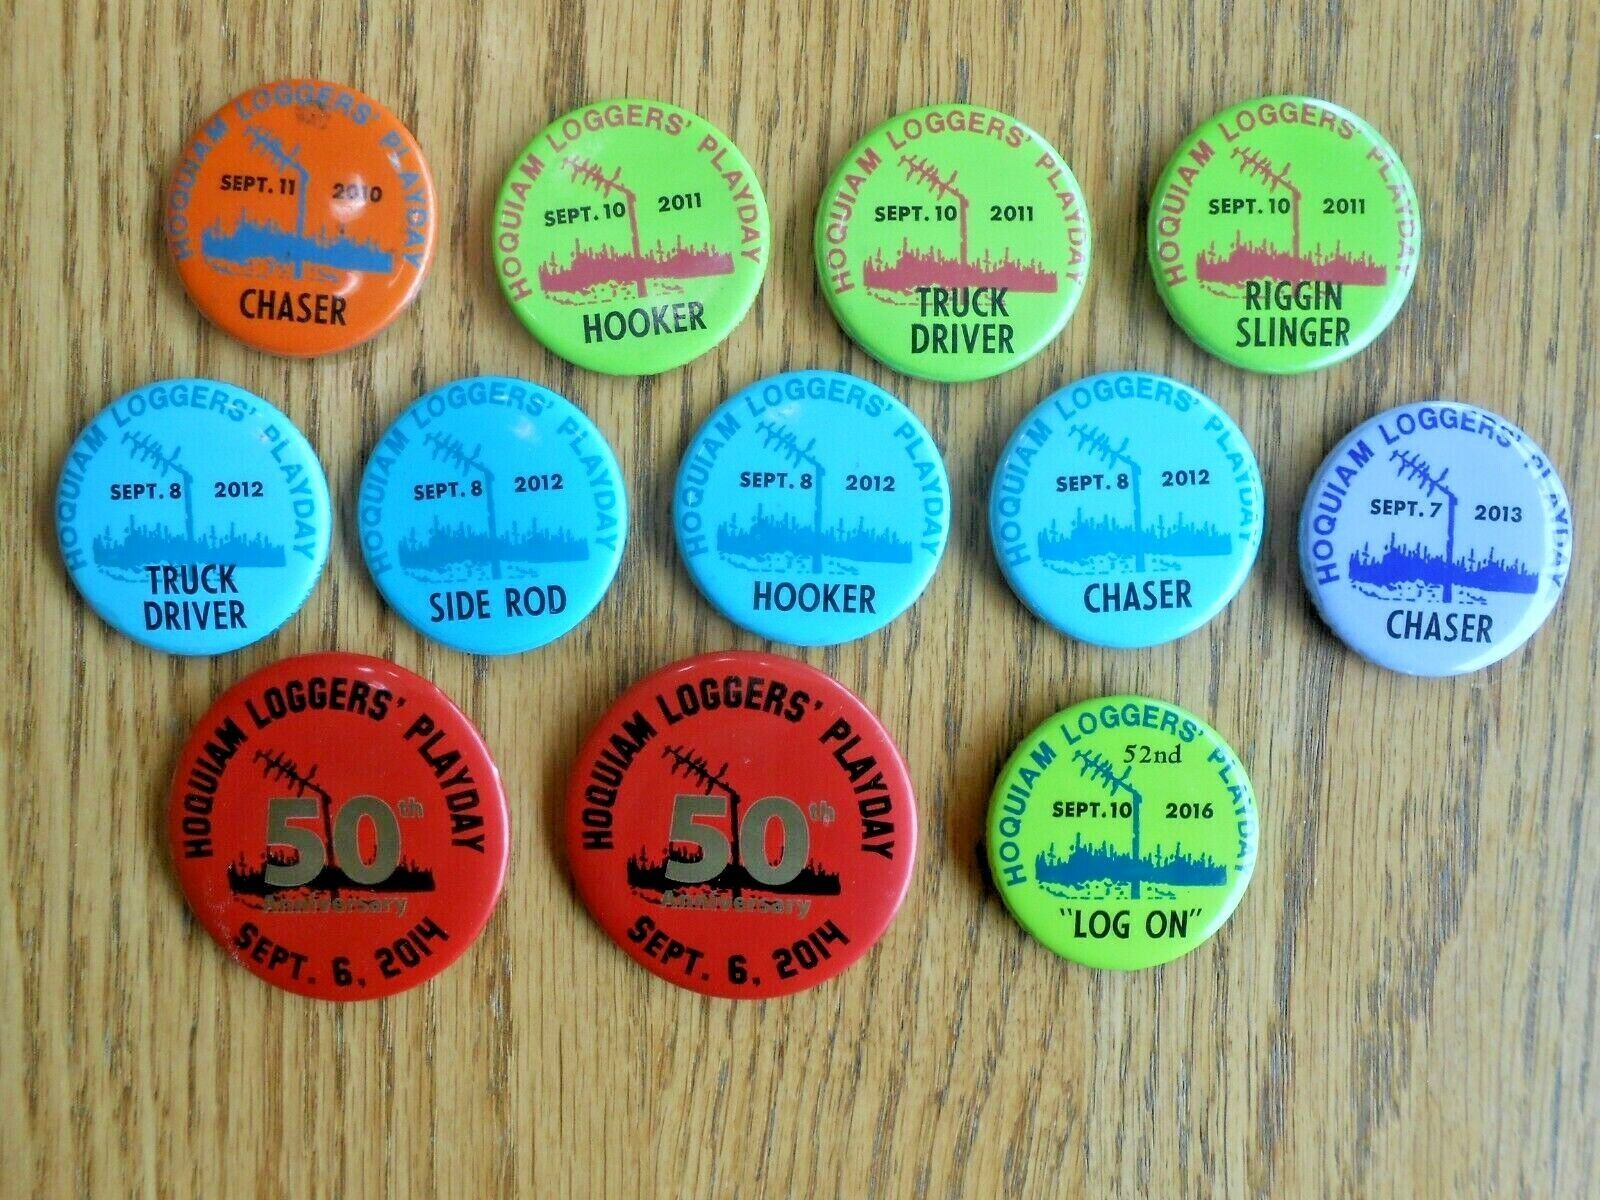 HOQUIAM LOGGERS' PLAYDAY
SEPT. 11 2010
CHASER
HOQUIAM LOGGERS' PLAYDAY
SEPT. 10 2011
HOOKER
HOQUIAM LOGGERS' PLAYDAY
SEPT. 10 2011
TRUCK
DRIVER
HOQUIAM LOGGERS' PLAYDAY
SEPT. 10 2011
RIGGIN
SLINGER
HOQUIAM LOGGERS' PLAYDAY
SEPT. 8 2012
TRUCK
DRIVER
HOQUIAM LOGGERS' PLAYDAY
SEPT. 8 2012
SIDE ROD
HOQUIAM LOGGERS' PLAYDAY
SEPT. 8 2012
HOOKER
HOQUIAM LOGGERS' PLAYDAY
SEPT. 8 2012
CHASER
HOQUIAM LOGGERS' PLAYDAY
SEPT. 7 2013
CHASER
HOQUIAM LOGGERS' PLAYDAY
50th
Anniversary
SEPT. 6, 2014
HOQUIAM LOGGERS' PLAYDAY
50th
Anniversary
SEPT. 6, 2014
HOQUIAM LOGGERS' PLAYDAY
52nd
SEPT. 10 2016
"LOG ON"